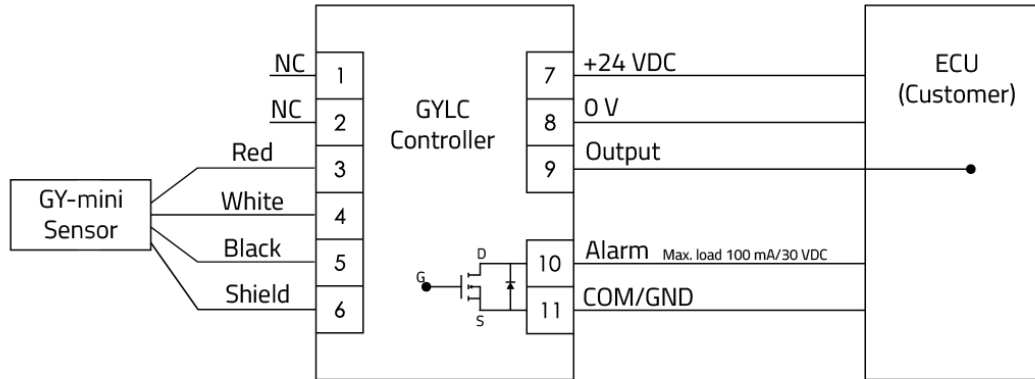 NC
1
7
+24 VDC
ECU
(Customer)
GYLC
Controller
NC
2
8
0 V
Red
3
9
Output
GY-mini
Sensor
White
4
Black
5
D
10
Alarm
Max. load 100 mA/30 VDC
G
Shield
6
S
11
COM/GND